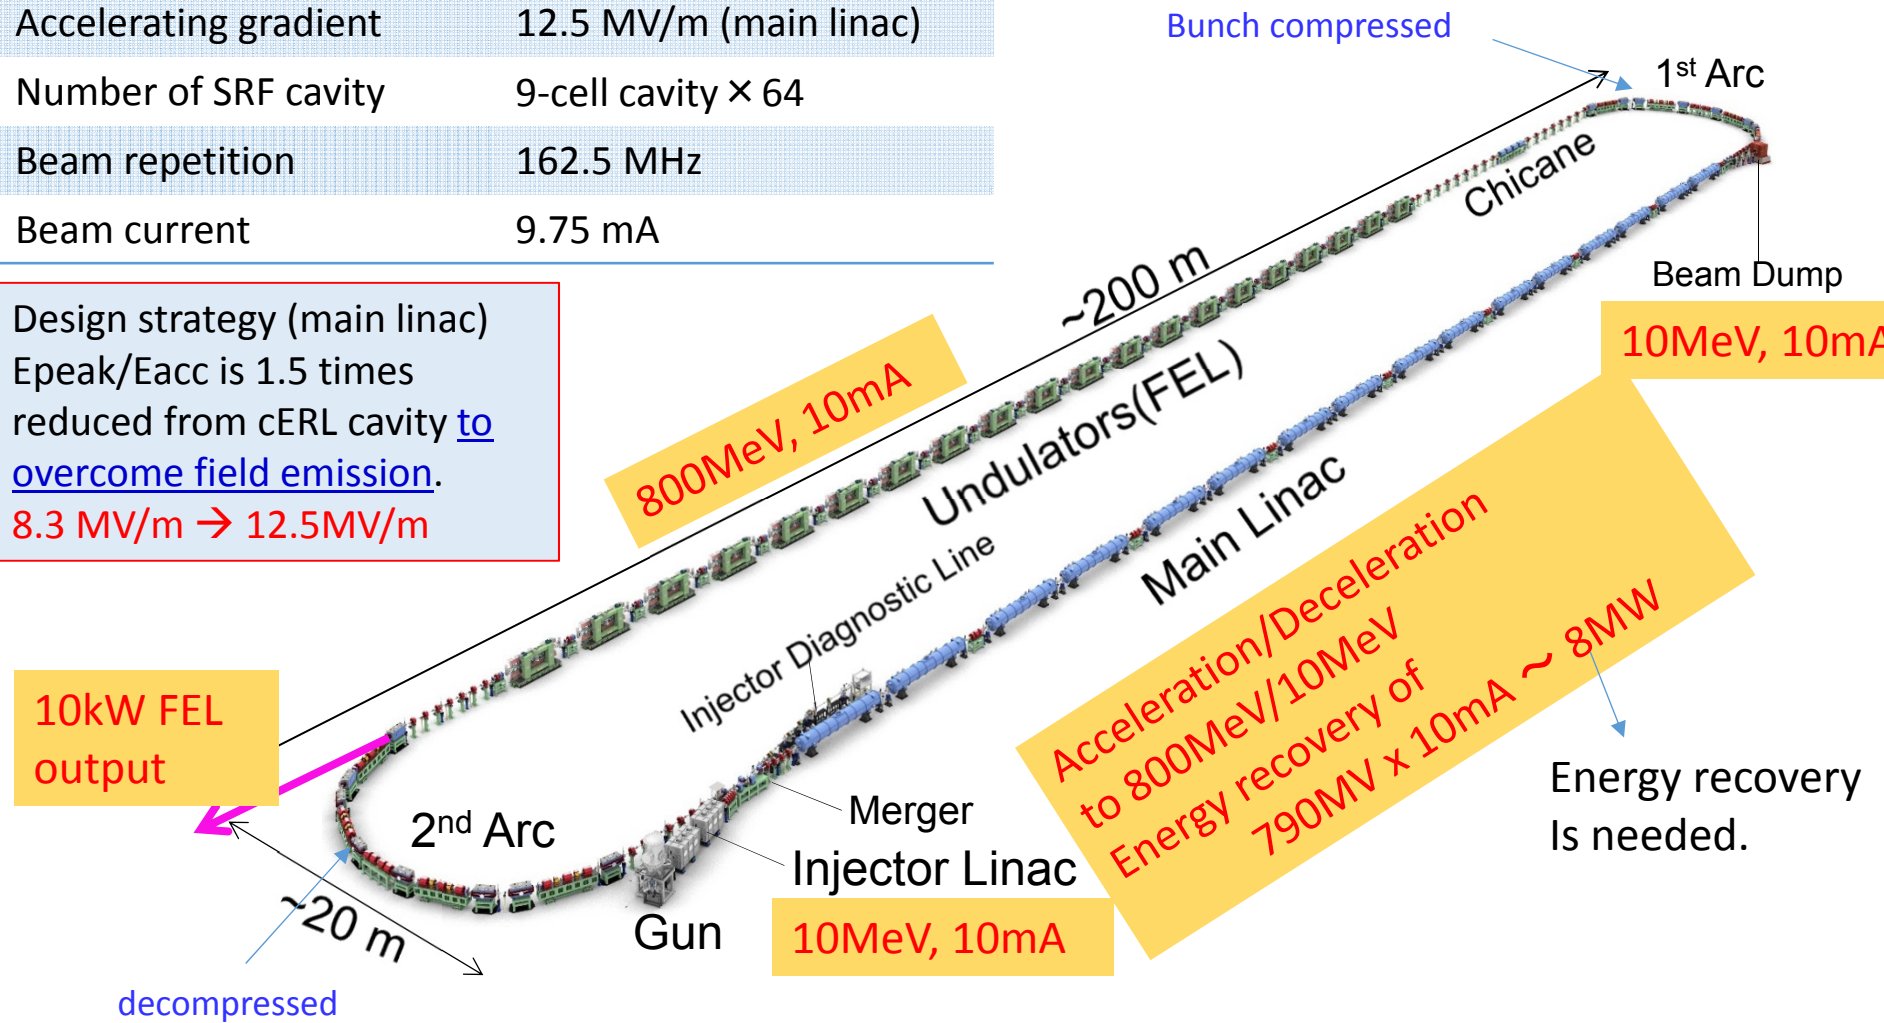 Accelerating gradient 12.5 MV/m (main linac)
Number of SRF cavity 9-cell cavity × 64
Beam repetition 162.5 MHz
Beam current 9.75 mA
Design strategy (main linac)
Epeak/Eacc is 1.5 times
reduced from cERL cavity to
overcome field emission.
8.3 MV/m → 12.5MV/m
Bunch compressed
1st Arc
Chicane
~200 m
Beam Dump
10MeV, 10mA
800MeV, 10mA
Undulators(FEL)
Main Linac
Injector Diagnostic Line
Acceleration/Deceleration
to 800MeV/10MeV
Energy recovery of
790MV x 10mA ～ 8MW
Energy recovery
Is needed.
10kW FEL
output
2nd Arc
Merger
Injector Linac
10MeV, 10mA
Gun
~20 m
decompressed